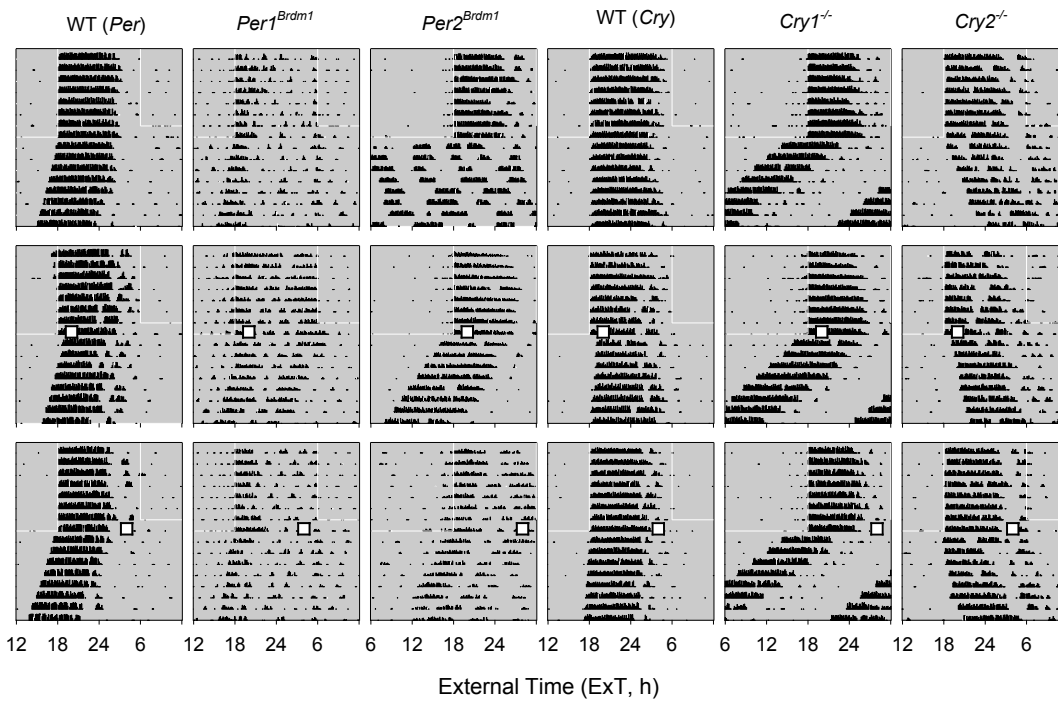 WT (Per) Per1Brdm1 Per2Brdm1 WT (Cry) Cry1-/- Cry2-/-
12 18 24 6 12 18 24 6 6 12 18 24 12 18 24 6 6 12 18 24 12 18 24 6
External Time (ExT, h)